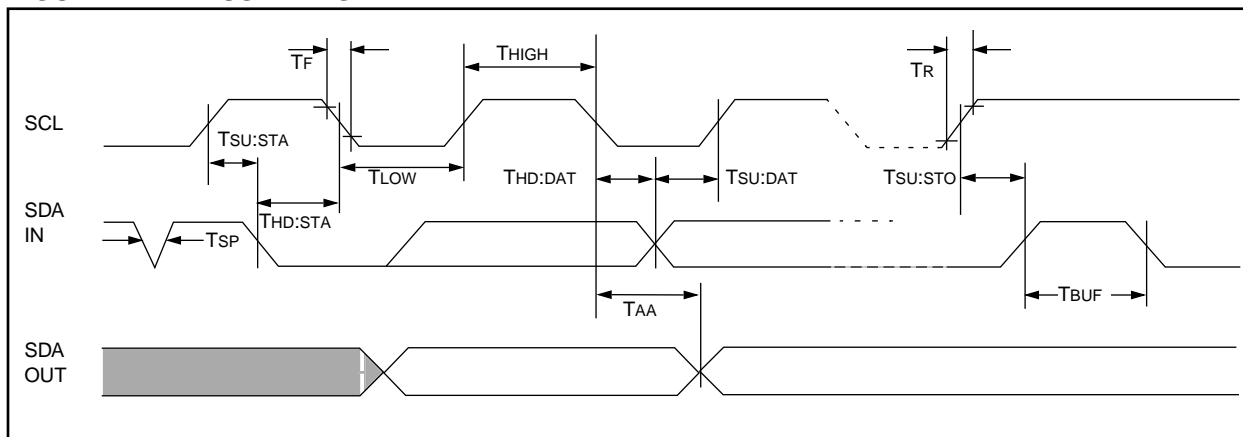 TF
THIGH
TR
SCL
TSU:STA
TLOW
THD:DAT
TSU:DAT
TSU:STO
SDA
IN
TSP
THD:STA
TAA
TBUF
SDA
OUT